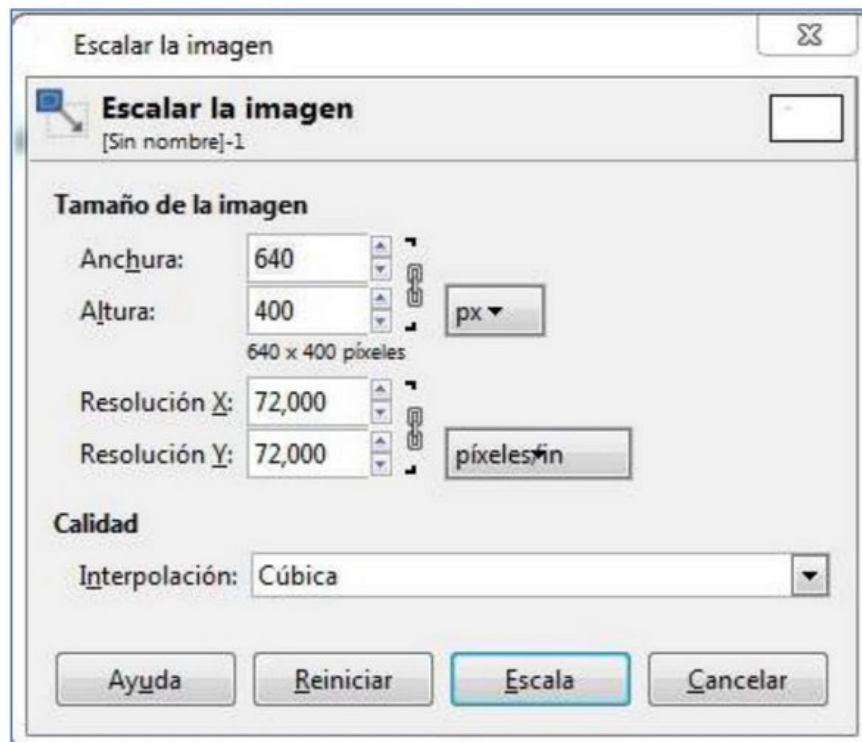 Escalar la imagen
Escalar la imagen
[Sin nombre]-1
Tamaño de la imagen
Anchura: 640
Altura: 400 px
640 x 400 píxeles
Resolución X: 72,000
Resolución Y: 72,000 píxeles/in
Calidad
Interpolación: Cúbica
Ayuda Reiniciar Escala Cancelar